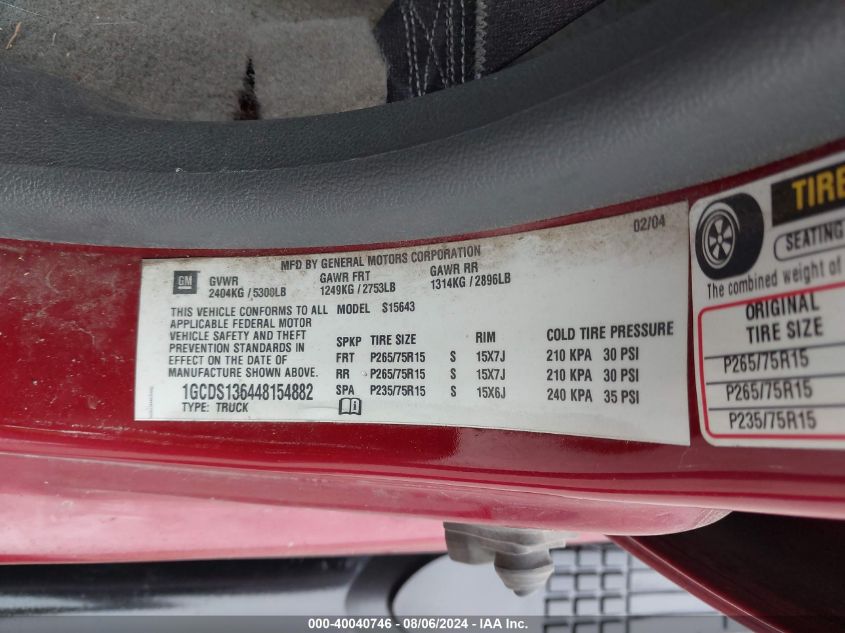 02/04
MFD BY GENERAL MOTORS CORPORATION
GM
GVWR GAWR FRT GAWR RR
2404KG / 5300LB 1249KG / 2753LB 1314KG / 2896LB
THIS VEHICLE CONFORMS TO ALL MODEL S15643
APPLICABLE FEDERAL MOTOR
VEHICLE SAFETY AND THEFT
PREVENTION STANDARDS IN
EFFECT ON THE DATE OF
MANUFACTURE SHOWN ABOVE.
1GCDS136448154882
TYPE: TRUCK
SPKP TIRE SIZE RIM COLD TIRE PRESSURE
FRT P265/75R15 S 15X7J 210 KPA 30 PSI
RR P265/75R15 S 15X7J 210 KPA 30 PSI
SPA P235/75R15 S 15X6J 240 KPA 35 PSI
TIRE
SEATING
The combined weight of
ORIGINAL
TIRE SIZE
P265/75R15
P265/75R15
P235/75R15
000-40040746 - 08/06/2024 - © IAA Inc.